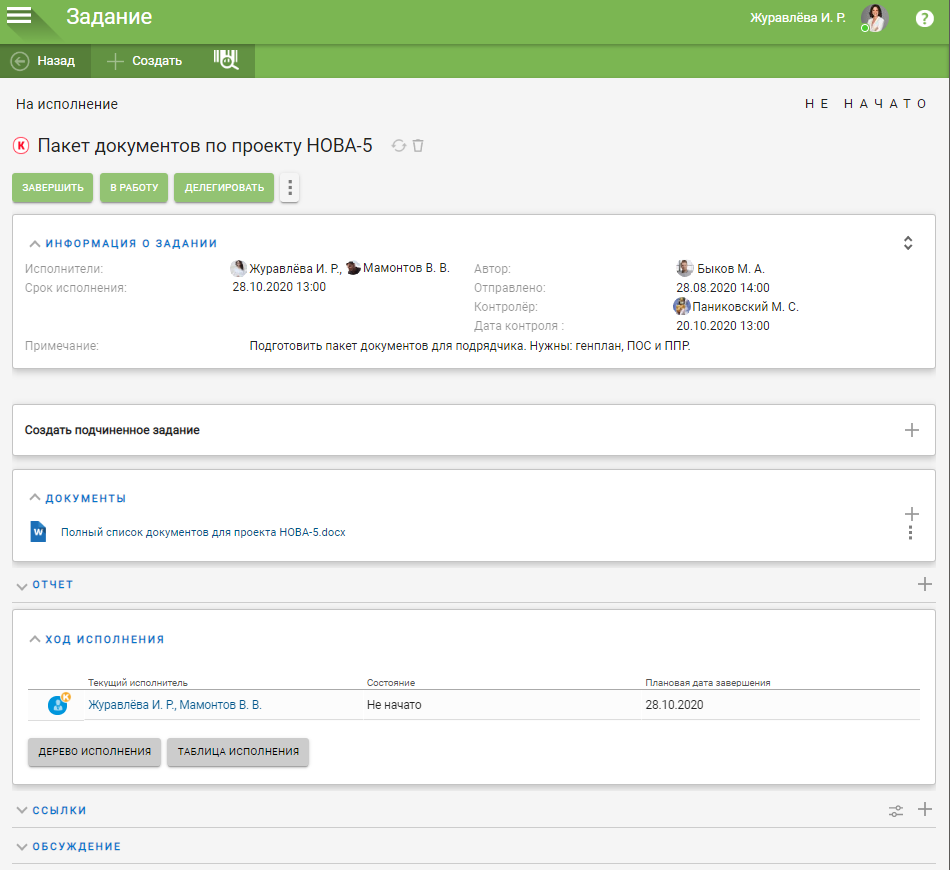 Задание
Журавлёва И. Р.
Назад
Создать
На исполнение
НЕ НАЧАТО
К Пакет документов по проекту НОВА-5
ЗАВЕРШИТЬ
В РАБОТУ
ДЕЛЕГИРОВАТЬ
ИНФОРМАЦИЯ О ЗАДАНИИ
Исполнители: Журавлёва И. Р., Мамонтов В. В.
Автор: Быков М. А.
Срок исполнения: 28.10.2020 13:00
Отправлено: 28.08.2020 14:00
Контролёр: Паниковский М. С.
Дата контроля : 20.10.2020 13:00
Примечание: Подготовить пакет документов для подрядчика. Нужны: генплан, ПОС и ППР.
Создать подчиненное задание
ДОКУМЕНТЫ
W Полный список документов для проекта НОВА-5.docx
ОТЧЕТ
ХОД ИСПОЛНЕНИЯ
Текущий исполнитель Состояние Плановая дата завершения
К Журавлёва И. Р., Мамонтов В. В. Не начато 28.10.2020
ДЕРЕВО ИСПОЛНЕНИЯ
ТАБЛИЦА ИСПОЛНЕНИЯ
ССЫЛКИ
ОБСУЖДЕНИЕ